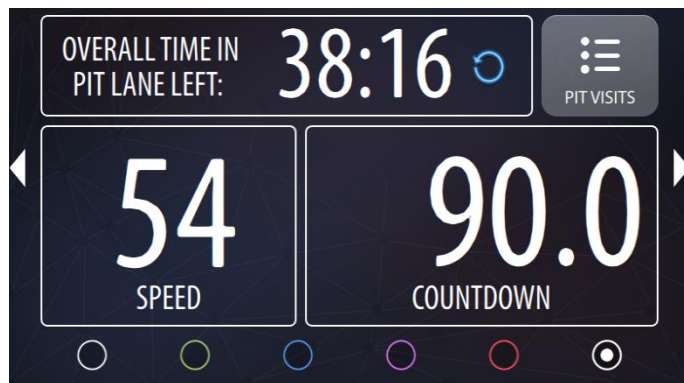 OVERALL TIME IN
PIT LANE LEFT:
38:16
PIT VISITS
54
SPEED
90.0
COUNTDOWN